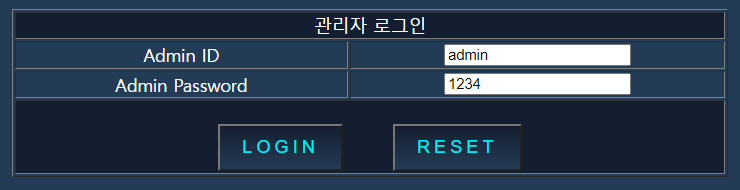 관리자 로그인
Admin ID admin
Admin Password 1234
LOGIN RESET